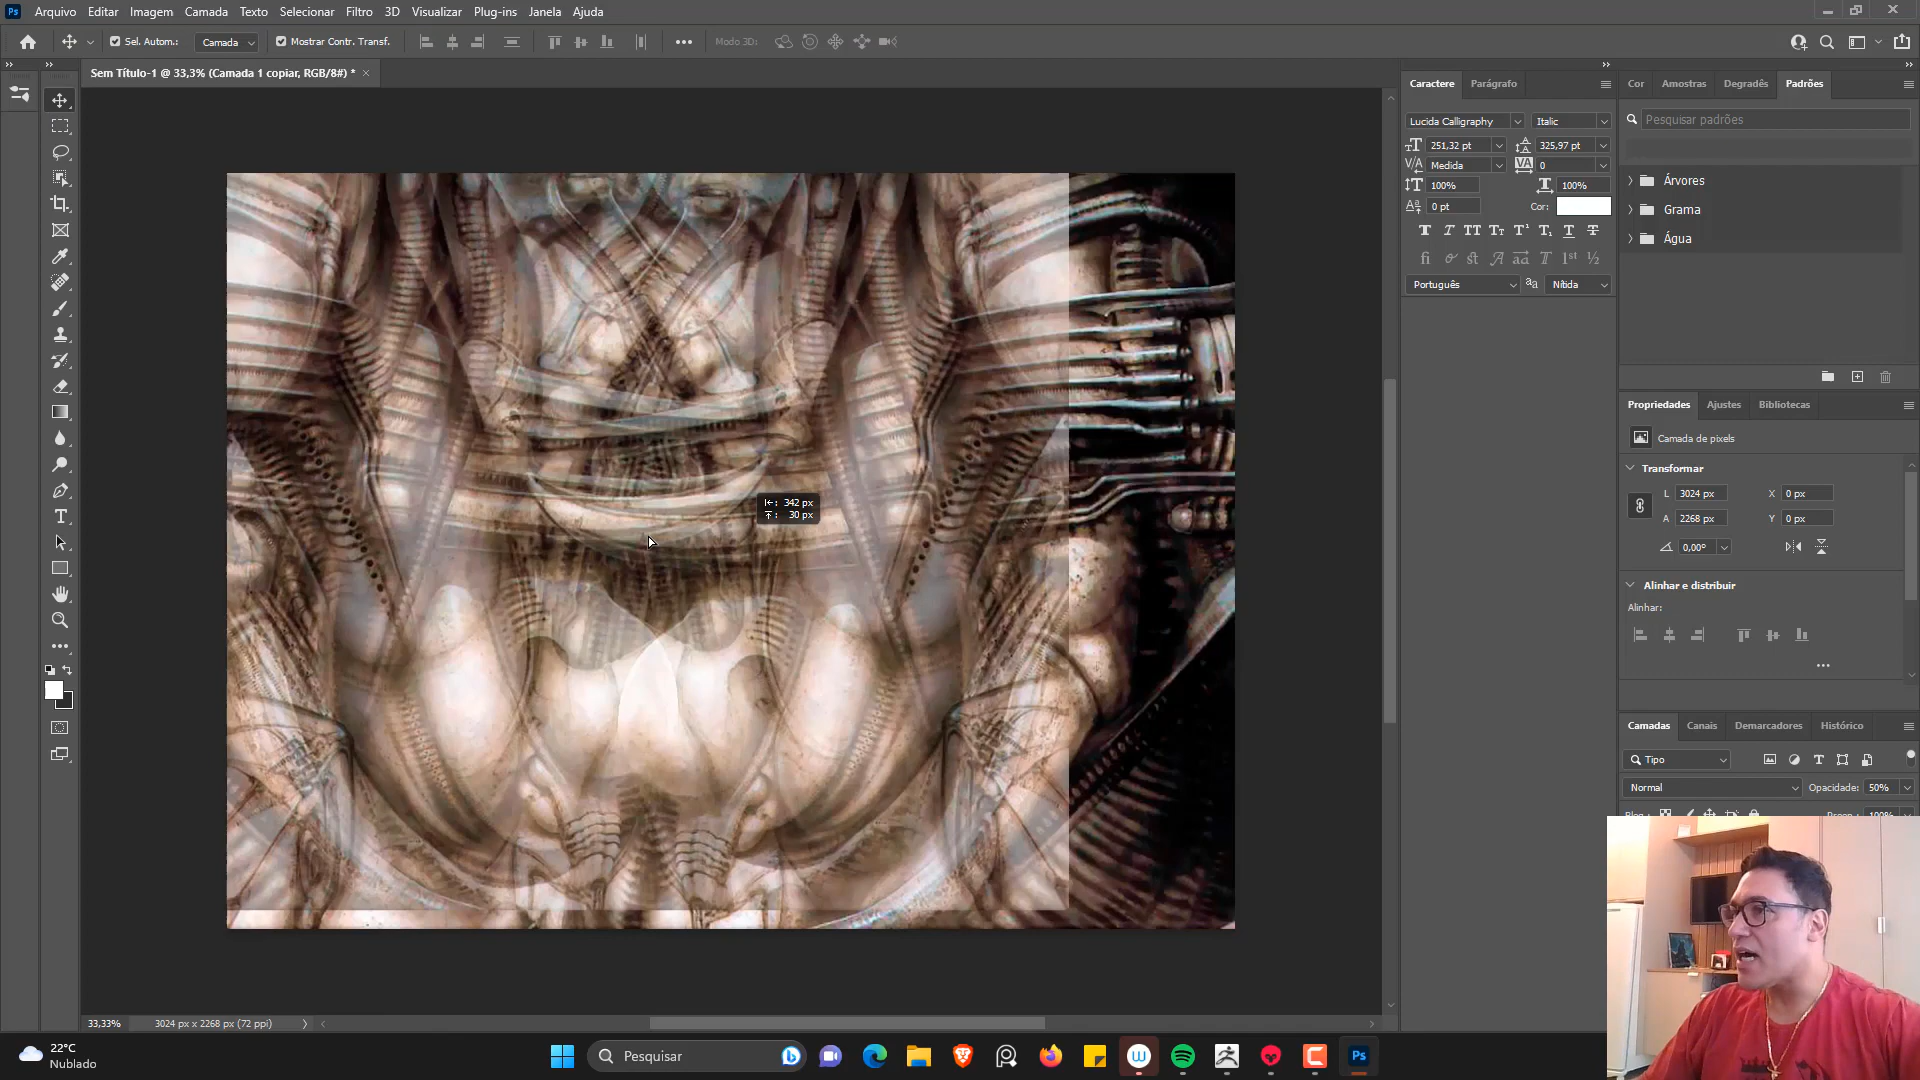 Ps Arquivo Editar Imagem Camada Texto Selecionar Filtro 3D Visualizar Plug-ins Janela Ajuda
Sel. Autom.: Camada Mostrar Contr. Transf. Modo 3D:
Sem Título-1 @ 33,3% (Camada 1 copiar, RGB/8#) * ×
342 px
30 px
33,33% 3024 px x 2268 px (72 ppi)
Caractere Parágrafo
Lucida Calligraphy Italic
251,32 pt 325,97 pt
Medida 0
100% 100%
0 pt Cor:
Português Nítida
Cor Amostras Degradês Padrões
Pesquisar padrões
Árvores
Grama
Água
Propriedades Ajustes Bibliotecas
Camada de pixels
Transformar
L 3024 px X 0 px
A 2268 px Y 0 px
0,00°
Alinhar e distribuir
Alinhar:
Camadas Canais Demarcadores Histórico
Tipo
Normal Opacidade: 50%
22°C
Nublado
Pesquisar
Ps